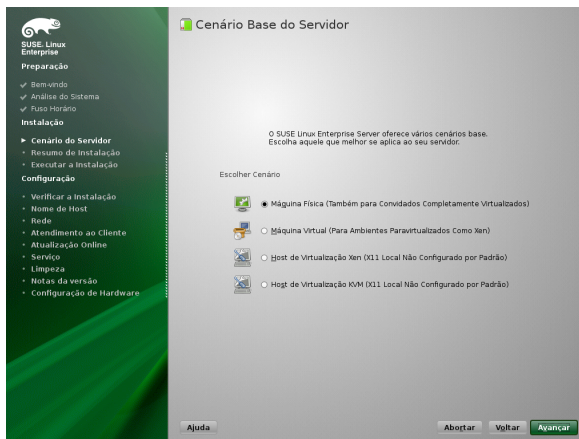 SUSE. Linux
Enterprise
Preparação
Bem-vindo
Análise do Sistema
Fuso Horário
Instalação
Cenário do Servidor
Resumo de Instalação
Executar a Instalação
Configuração
Verificar a Instalação
Nome de Host
Rede
Atendimento ao Cliente
Atualização Online
Serviço
Limpeza
Notas da versão
Configuração de Hardware
Cenário Base do Servidor
O SUSE Linux Enterprise Server oferece vários cenários base.
Escolha aquele que melhor se aplica ao seu servidor.
Escolher Cenário
Máquina Física (Também para Convidados Completamente Virtualizados)
Máquina Virtual (Para Ambientes Paravirtualizados Como Xen)
Host de Virtualização Xen (X11 Local Não Configurado por Padrão)
Host de Virtualização KVM (X11 Local Não Configurado por Padrão)
Ajuda
Abortar
Voltar
Avançar